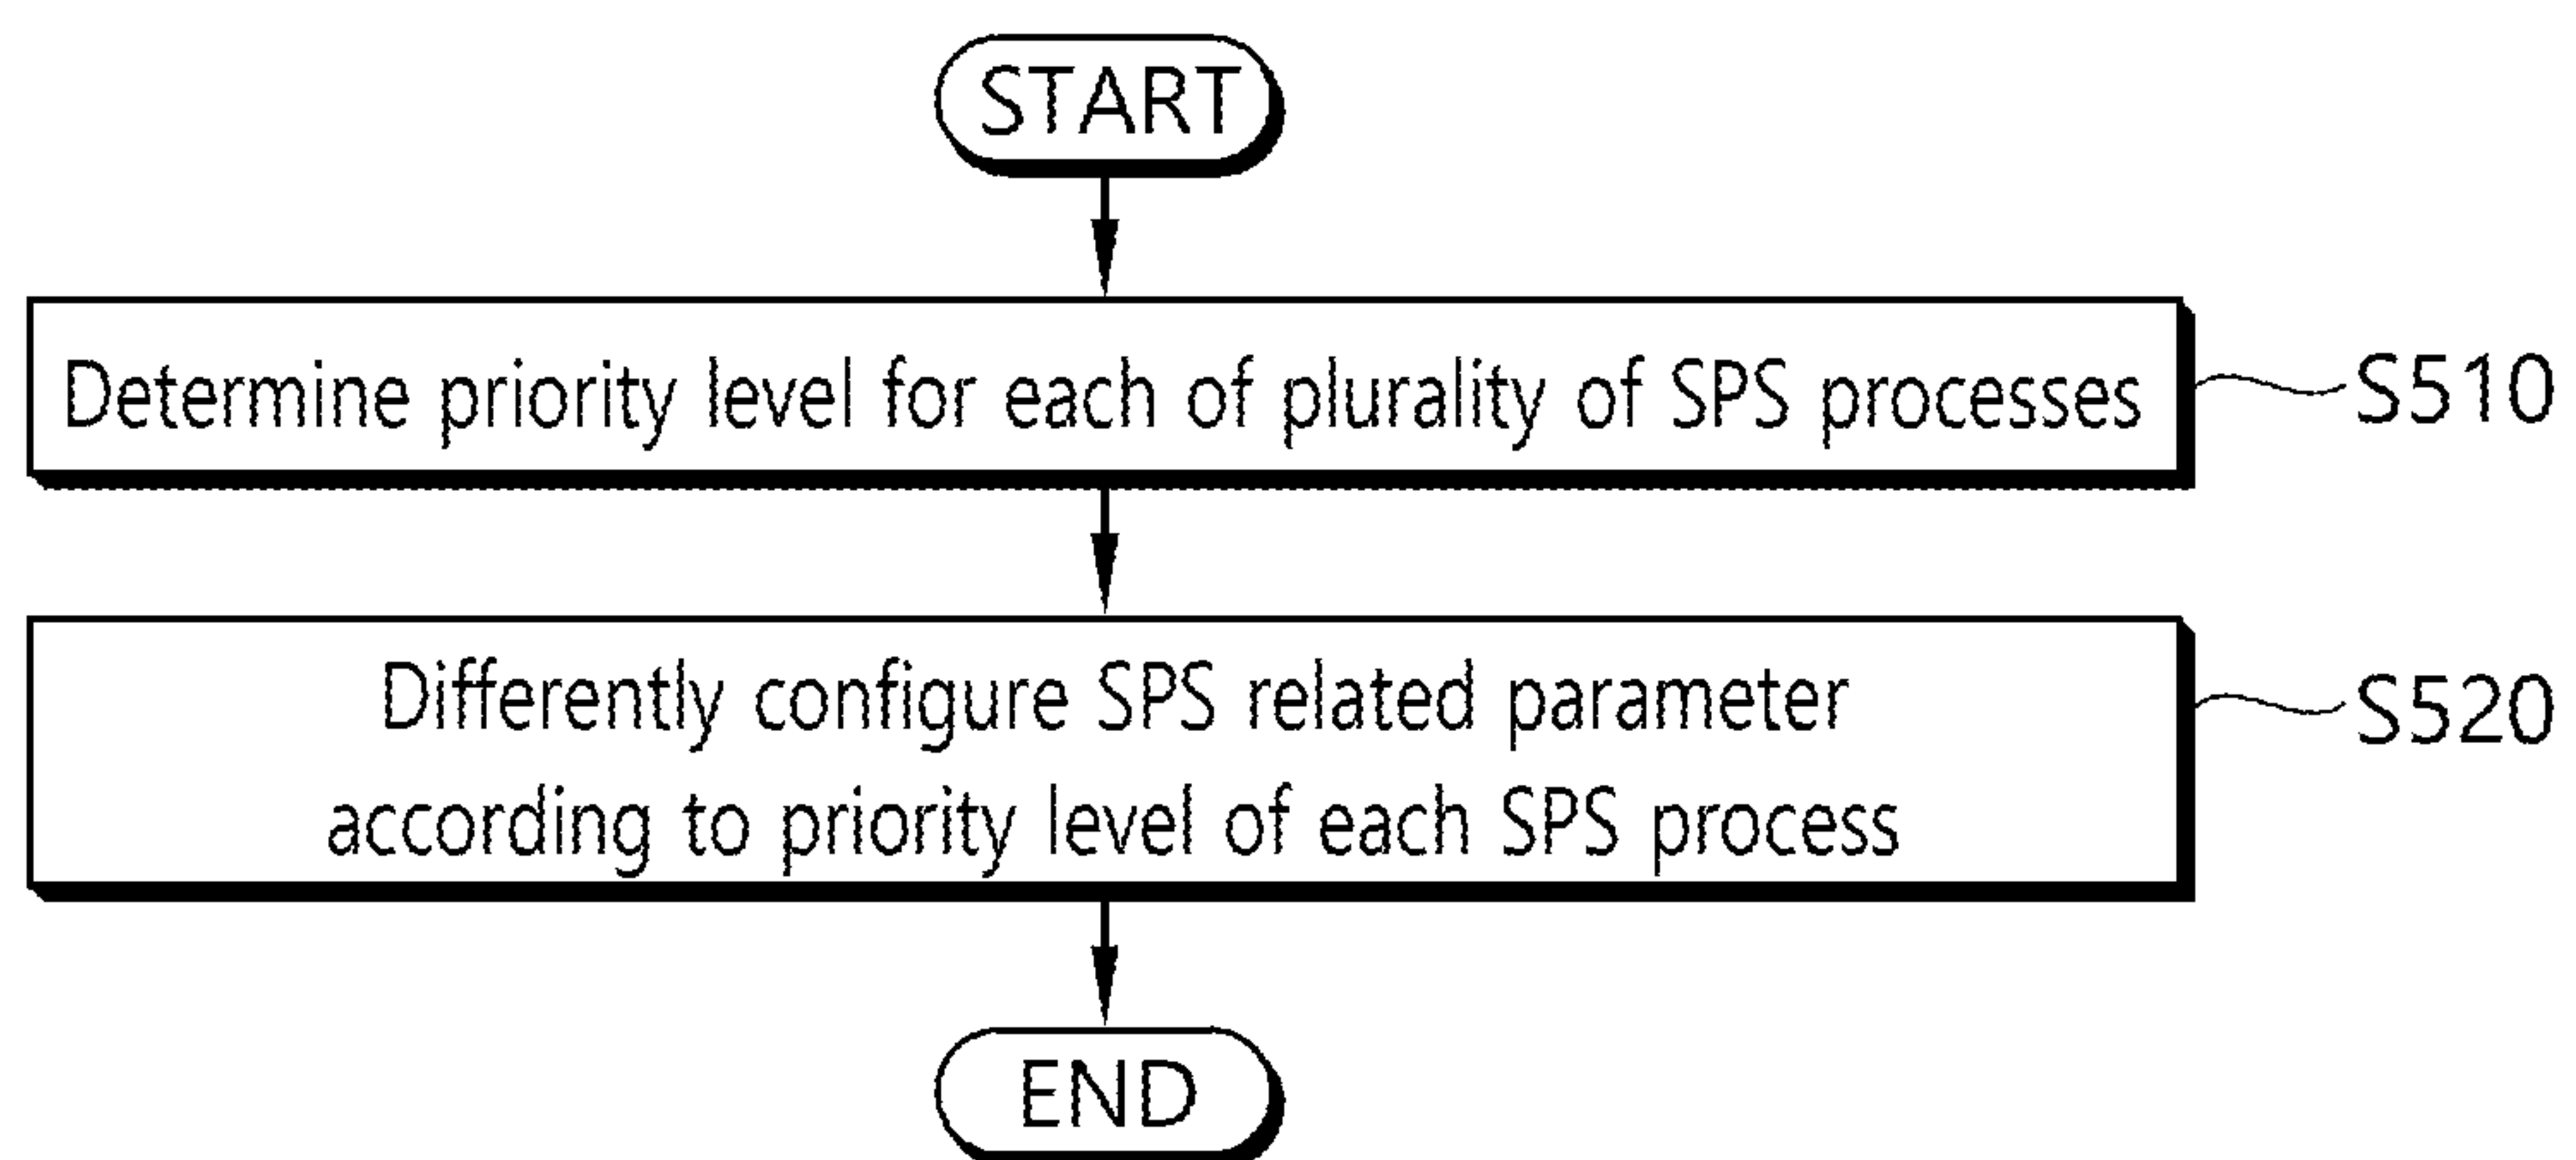 START
Determine priority level for each of plurality of SPS processes
S510
Differently configure SPS related parameter
according to priority level of each SPS process
S520
END